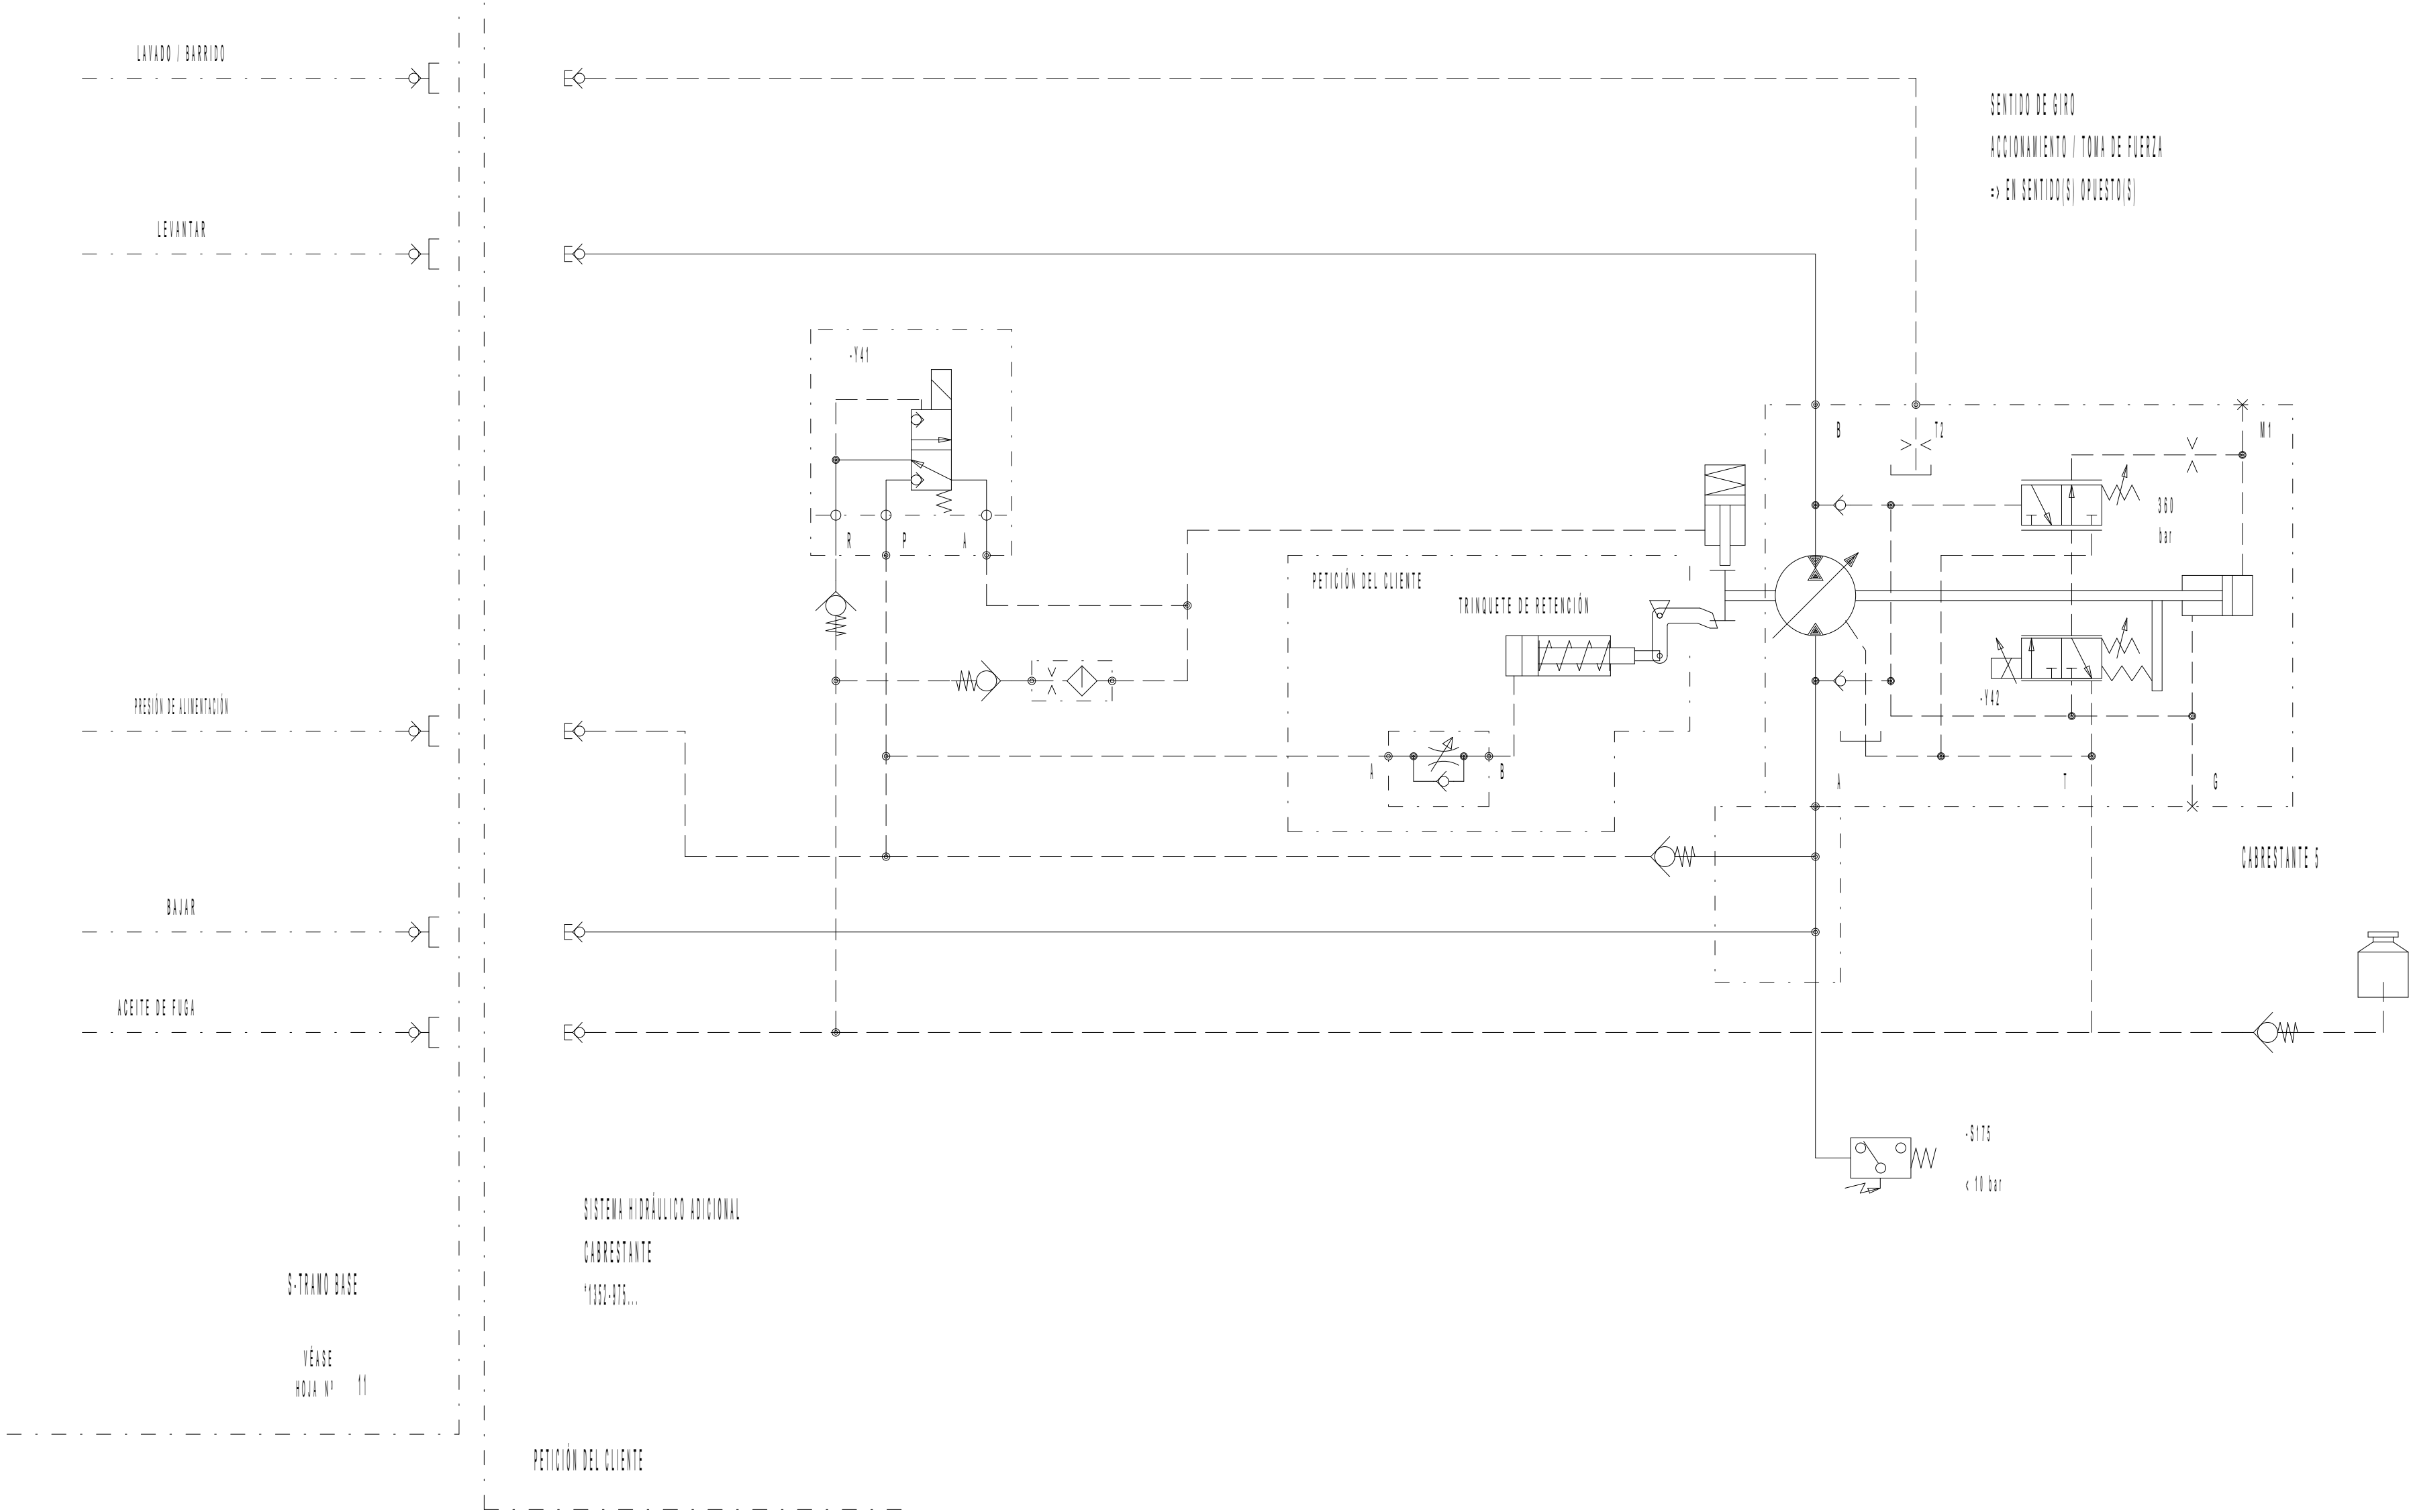 LAVADO / BARRIDO
SENTIDO DE GIRO
ACCIONAMIENTO / TOMA DE FUERZA
=> EN SENTIDO(S) OPUESTO(S)
LEVANTAR
-Y41
B
T2
M1
360
bar
R
P
A
PETICIÓN DEL CLIENTE
TRINQUETE DE RETENCIÓN
-Y42
PRESIÓN DE ALIMENTACIÓN
A
B
A
T
G
CABRESTANTE 5
BAJAR
ACEITE DE FUGA
-S175
< 10 bar
SISTEMA HIDRÁULICO ADICIONAL
CABRESTANTE
*1352-975...
S-TRAMO BASE
VÉASE
HOJA Nº 11
PETICIÓN DEL CLIENTE